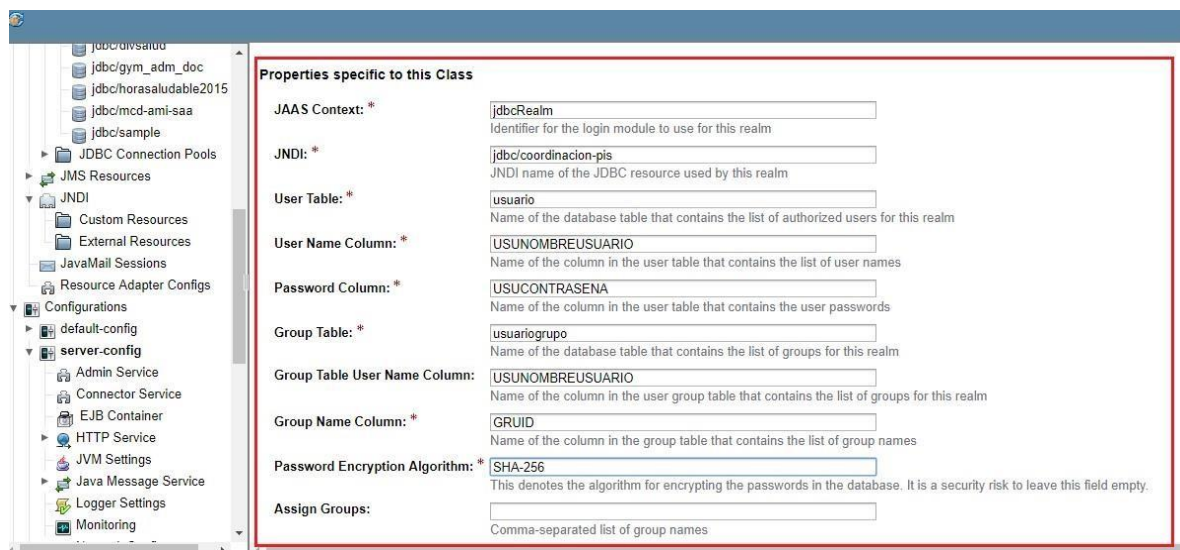 jdbc/divsalud
jdbc/gym_adm_doc
jdbc/horasaludable2015
jdbc/mcd-ami-saa
jdbc/sample
JDBC Connection Pools
JMS Resources
JNDI
Custom Resources
External Resources
JavaMail Sessions
Resource Adapter Configs
Configurations
default-config
server-config
Admin Service
Connector Service
EJB Container
HTTP Service
JVM Settings
Java Message Service
Logger Settings
Monitoring
Properties specific to this Class
JAAS Context: * jdbcRealm
Identifier for the login module to use for this realm
JNDI: * jdbc/coordinacion-pis
JNDI name of the JDBC resource used by this realm
User Table: * usuario
Name of the database table that contains the list of authorized users for this realm
User Name Column: * USUNOMBREUSUARIO
Name of the column in the user table that contains the list of user names
Password Column: * USUCONTRASENA
Name of the column in the user table that contains the user passwords
Group Table: * usuariogrupo
Name of the database table that contains the list of groups for this realm
Group Table User Name Column: USUNOMBREUSUARIO
Name of the column in the user group table that contains the list of groups for this realm
Group Name Column: * GRUID
Name of the column in the group table that contains the list of group names
Password Encryption Algorithm: * SHA-256
This denotes the algorithm for encrypting the passwords in the database. It is a security risk to leave this field empty.
Assign Groups:
Comma-separated list of group names